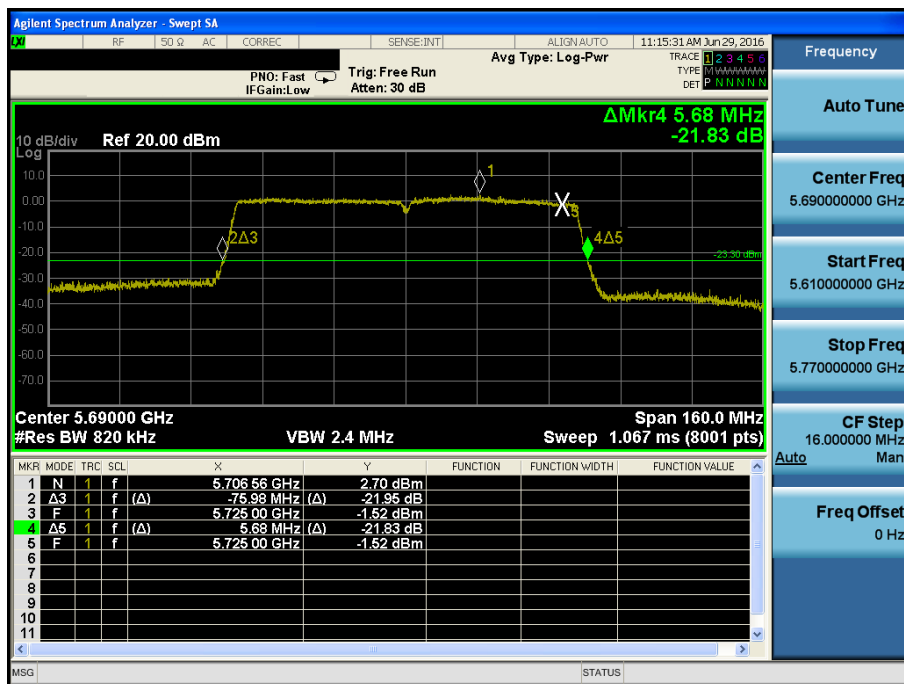 Agilent Spectrum Analyzer - Swept SA
LXI RF 50 Ω AC CORREC SENSE:INT ALIGN AUTO 11:15:31 AM Jun 29, 2016
Frequency
Avg Type: Log-Pwr
TRACE 1 2 3 4 5 6
PNO: Fast Trig: Free Run
TYPE M W W W W W
IFGain:Low Atten: 30 dB
DET P N N N N N
Auto Tune
ΔMkr4 5.68 MHz
-21.83 dB
10 dB/div Ref 20.00 dBm
Log
10.0
0.00
-10.0
-20.0
-30.0
-40.0
-50.0
-60.0
-70.0
1
2Δ3
5
4Δ5
-23.30 dBm
Center Freq
5.690000000 GHz
Start Freq
5.610000000 GHz
Stop Freq
5.770000000 GHz
Center 5.69000 GHz Span 160.0 MHz
#Res BW 820 kHz VBW 2.4 MHz Sweep 1.067 ms (8001 pts)
CF Step
16.000000 MHz
Auto Man
Freq Offset
0 Hz
MKR MODE TRC SCL X Y FUNCTION FUNCTION WIDTH FUNCTION VALUE
1 N 1 f 5.706 56 GHz 2.70 dBm
2 Δ3 1 f (Δ) -75.98 MHz (Δ) -21.95 dB
3 F 1 f 5.725 00 GHz -1.52 dBm
4 Δ5 1 f (Δ) 5.68 MHz (Δ) -21.83 dB
5 F 1 f 5.725 00 GHz -1.52 dBm
6
7
8
9
10
11
MSG STATUS